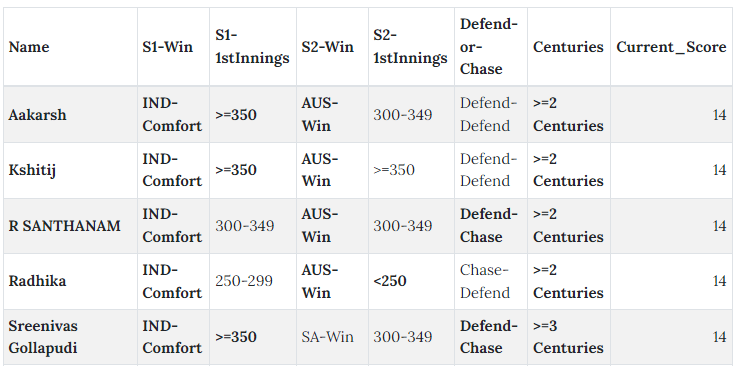 Name S1-Win S1-1stInnings S2-Win S2-1stInnings Defend-or-Chase Centuries Current_Score
Aakarsh IND-Comfort >=350 AUS-Win 300-349 Defend-Defend >=2 Centuries 14
Kshitij IND-Comfort >=350 AUS-Win >=350 Defend-Defend >=2 Centuries 14
R SANTHANAM IND-Comfort 300-349 AUS-Win 300-349 Defend-Chase >=2 Centuries 14
Radhika IND-Comfort 250-299 AUS-Win <250 Chase-Defend >=2 Centuries 14
Sreenivas Gollapudi IND-Comfort >=350 SA-Win 300-349 Defend-Chase >=3 Centuries 14